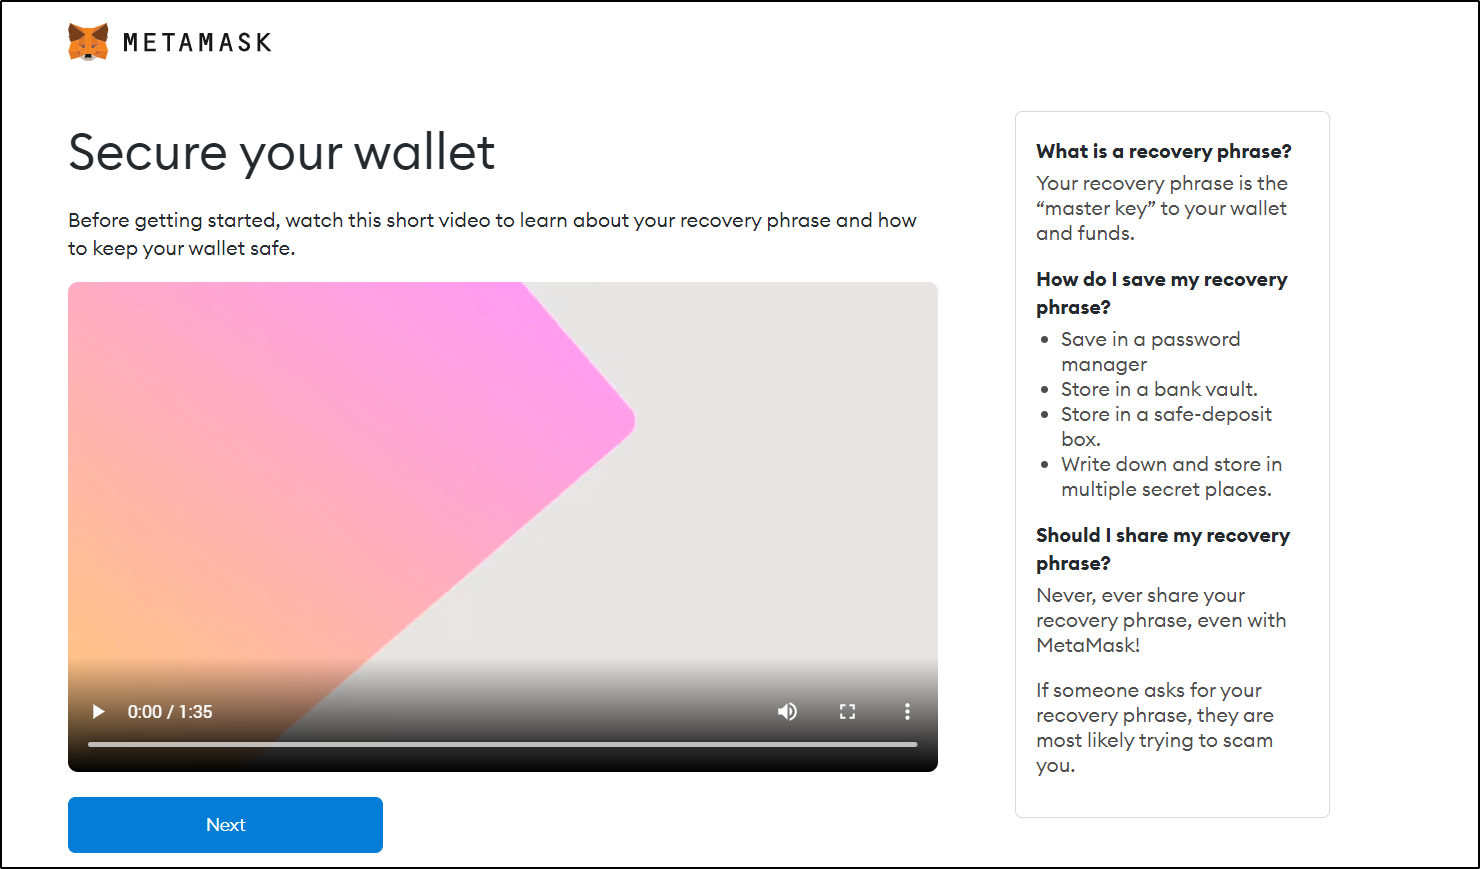 METAMASK
Secure your wallet
Before getting started, watch this short video to learn about your recovery phrase and how
to keep your wallet safe.
0:00 / 1:35
Next
What is a recovery phrase?
Your recovery phrase is the
“master key” to your wallet
and funds.
How do I save my recovery
phrase?
• Save in a password
manager
• Store in a bank vault.
• Store in a safe-deposit
box.
• Write down and store in
multiple secret places.
Should I share my recovery
phrase?
Never, ever share your
recovery phrase, even with
MetaMask!
If someone asks for your
recovery phrase, they are
most likely trying to scam
you.